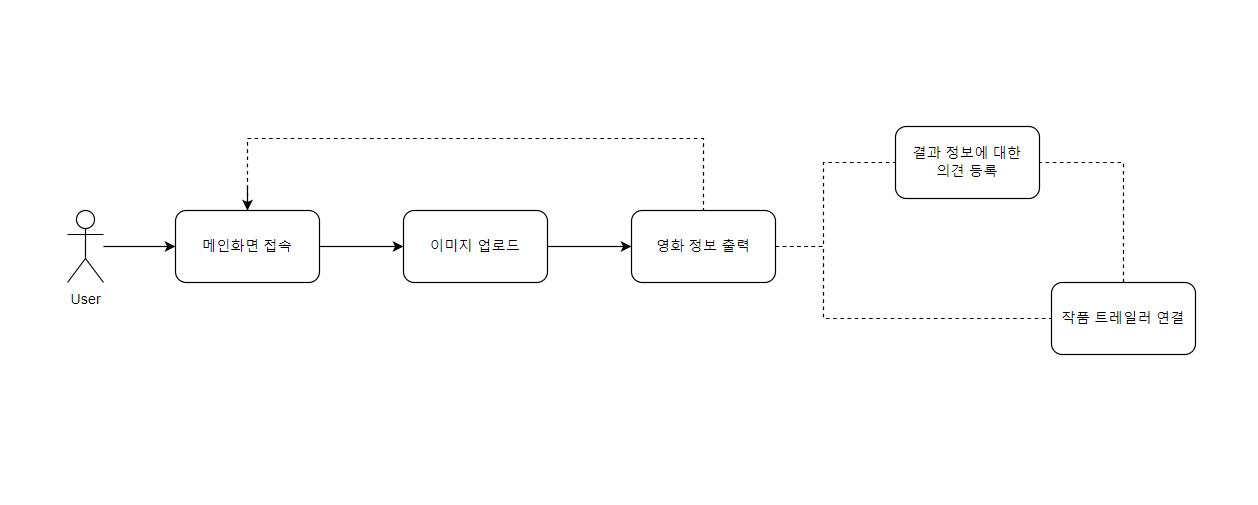 결과 정보에 대한
의견 등록
메인화면 접속
이미지 업로드
영화 정보 출력
User
작품 트레일러 연결